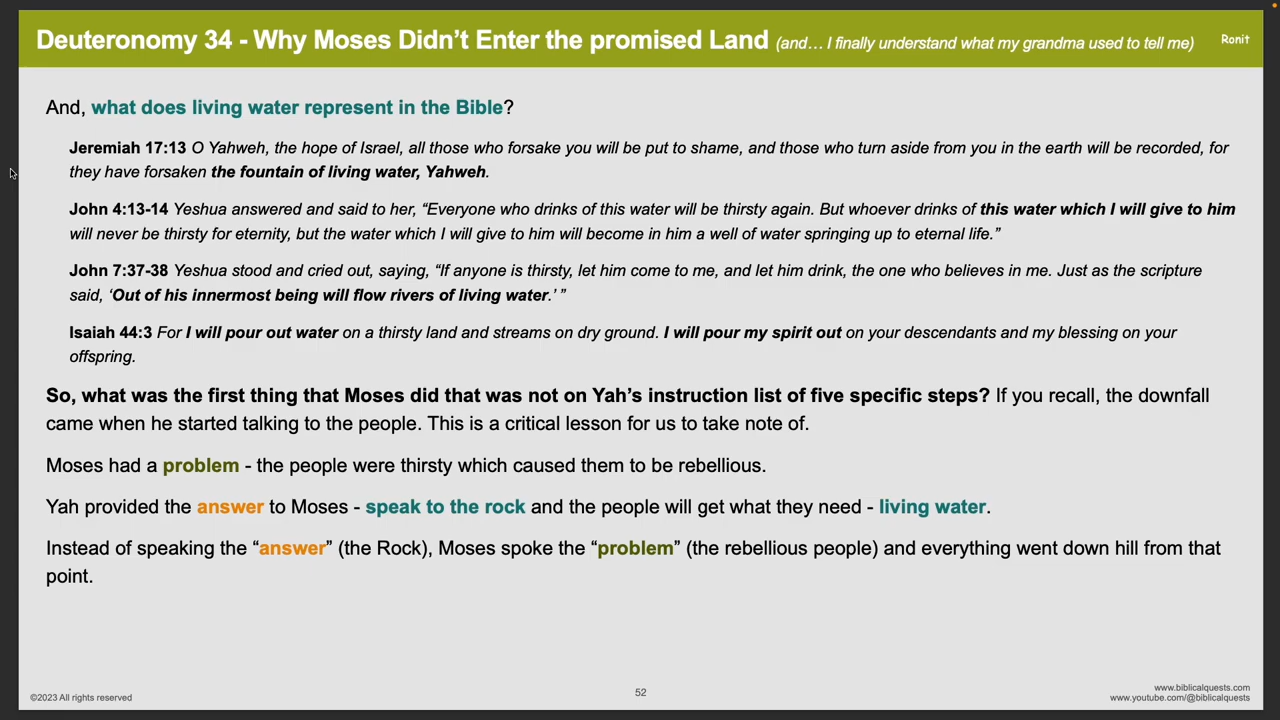 Deuteronomy 34 - Why Moses Didn’t Enter the promised Land (and… I finally understand what my grandma used to tell me)
Ronit
And, what does living water represent in the Bible?
Jeremiah 17:13 O Yahweh, the hope of Israel, all those who forsake you will be put to shame, and those who turn aside from you in the earth will be recorded, for
they have forsaken the fountain of living water, Yahweh.
John 4:13-14 Yeshua answered and said to her, “Everyone who drinks of this water will be thirsty again. But whoever drinks of this water which I will give to him
will never be thirsty for eternity, but the water which I will give to him will become in him a well of water springing up to eternal life.”
John 7:37-38 Yeshua stood and cried out, saying, “If anyone is thirsty, let him come to me, and let him drink, the one who believes in me. Just as the scripture
said, ‘Out of his innermost being will flow rivers of living water.’ ”
Isaiah 44:3 For I will pour out water on a thirsty land and streams on dry ground. I will pour my spirit out on your descendants and my blessing on your
offspring.
So, what was the first thing that Moses did that was not on Yah’s instruction list of five specific steps? If you recall, the downfall
came when he started talking to the people. This is a critical lesson for us to take note of.
Moses had a problem - the people were thirsty which caused them to be rebellious.
Yah provided the answer to Moses - speak to the rock and the people will get what they need - living water.
Instead of speaking the “answer” (the Rock), Moses spoke the “problem” (the rebellious people) and everything went down hill from that
point.
©2023 All rights reserved
52
www.biblicalquests.com
www.youtube.com/@biblicalquests